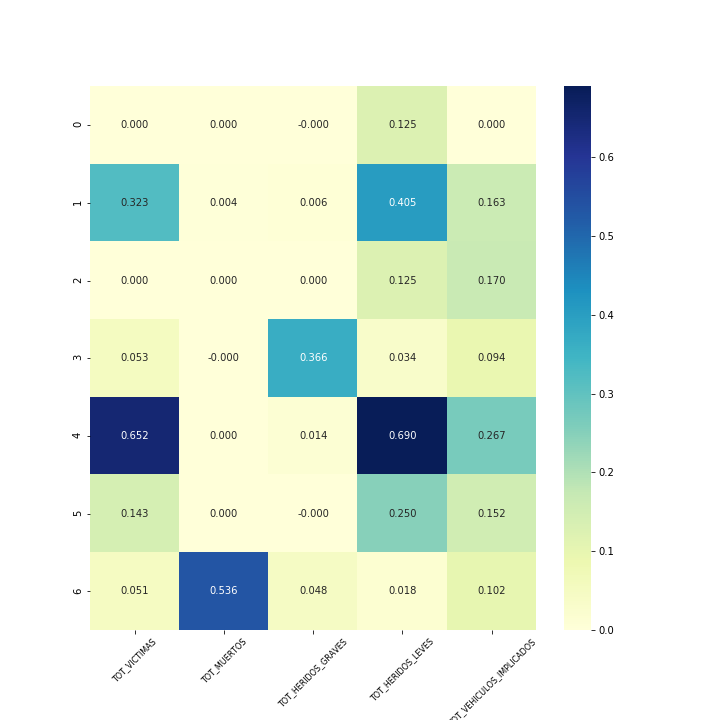 0 0.000 0.000 -0.000 0.125 0.000
1 0.323 0.004 0.006 0.405 0.163
2 0.000 0.000 0.000 0.125 0.170
3 0.053 -0.000 0.366 0.034 0.094
4 0.652 0.000 0.014 0.690 0.267
5 0.143 0.000 -0.000 0.250 0.152
6 0.051 0.536 0.048 0.018 0.102
TOT_VICTIMAS
TOT_MUERTOS
TOT_HERIDOS_GRAVES
TOT_HERIDOS_LEVES
TOT_VEHICULOS_IMPLICADOS
0.6
0.5
0.4
0.3
0.2
0.1
0.0